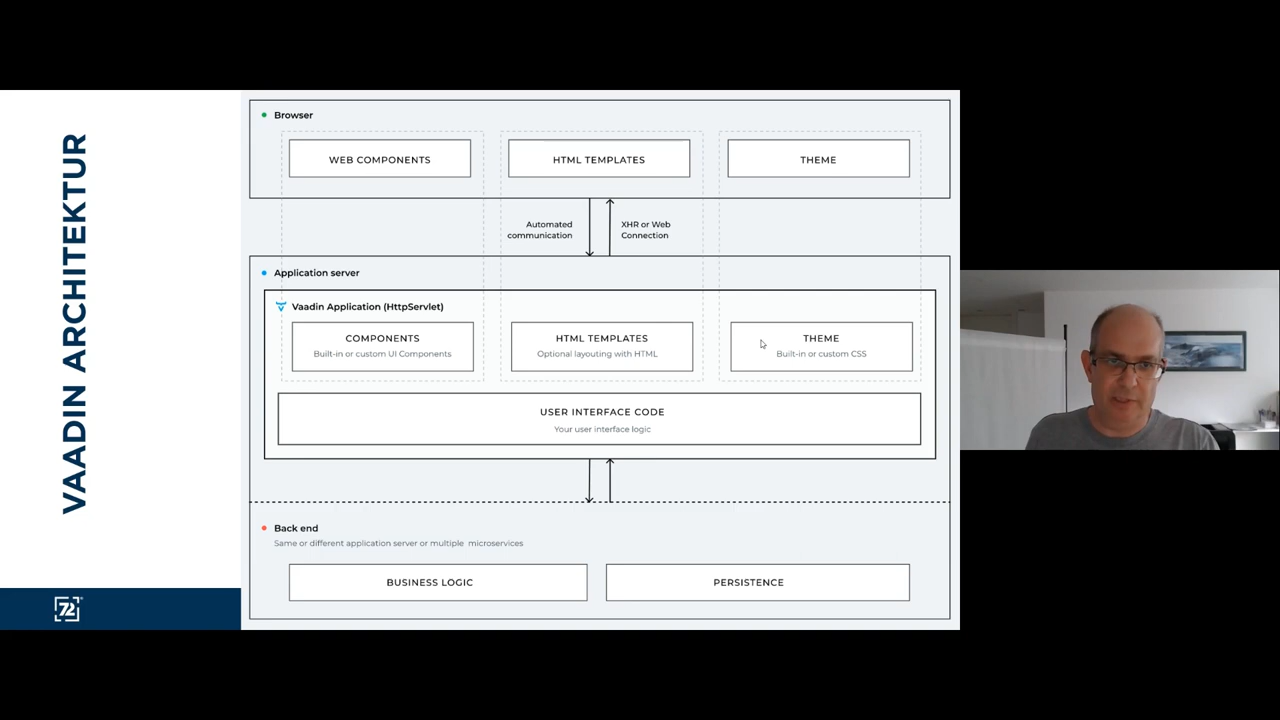 VAADIN ARCHITEKTUR
Browser
WEB COMPONENTS
HTML TEMPLATES
THEME
Automated
communication
XHR or Web
Connection
Application server
Vaadin Application (HttpServlet)
COMPONENTS
Built-in or custom UI Components
HTML TEMPLATES
Optional layouting with HTML
THEME
Built-in or custom CSS
USER INTERFACE CODE
Your user interface logic
Back end
Same or different application server or multiple microservices
BUSINESS LOGIC
PERSISTENCE
72